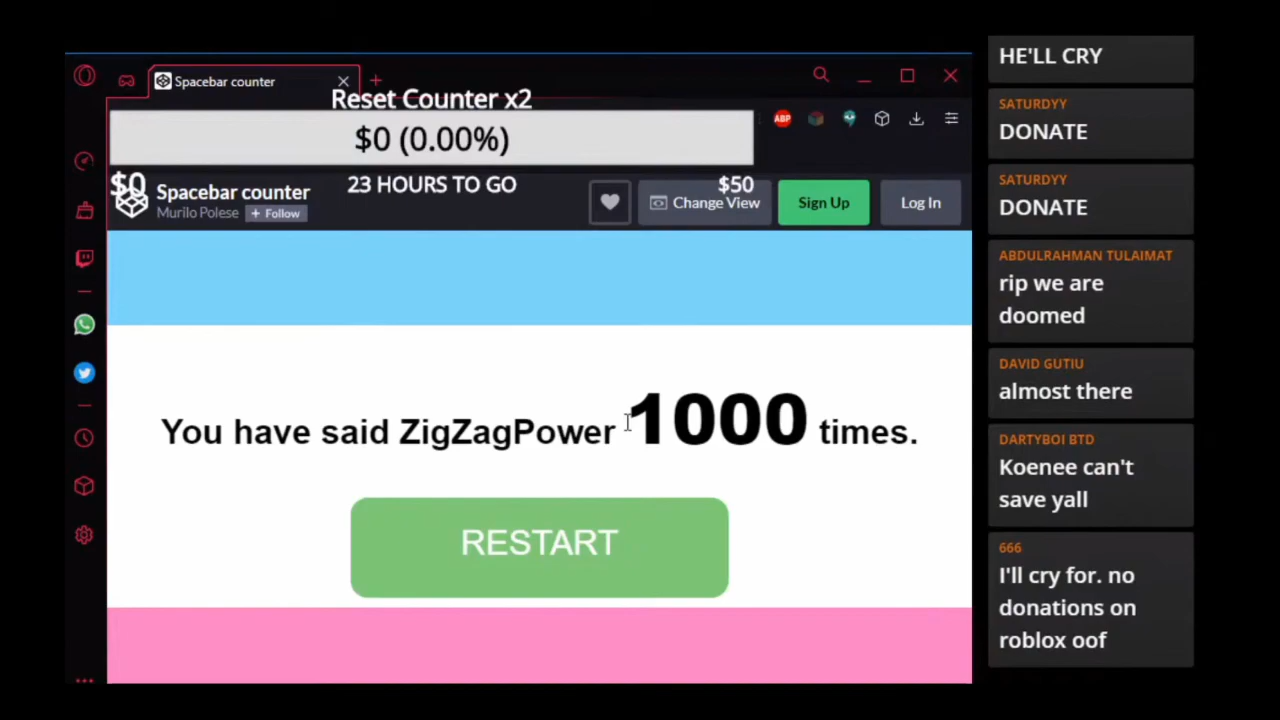 Spacebar counter
Reset Counter x2
$0 (0.00%)
ABP
$0
Spacebar counter
23 HOURS TO GO
$50
Murilo Polese + Follow
Change View
Sign Up
Log In
You have said ZigZagPower 1000 times.
RESTART
HE'LL CRY
SATURDYY
DONATE
SATURDYY
DONATE
ABDULRAHMAN TULAIMAT
rip we are
doomed
DAVID GUTIU
almost there
DARTYBOI BTD
Koenee can't
save yall
666
I'll cry for. no
donations on
roblox oof